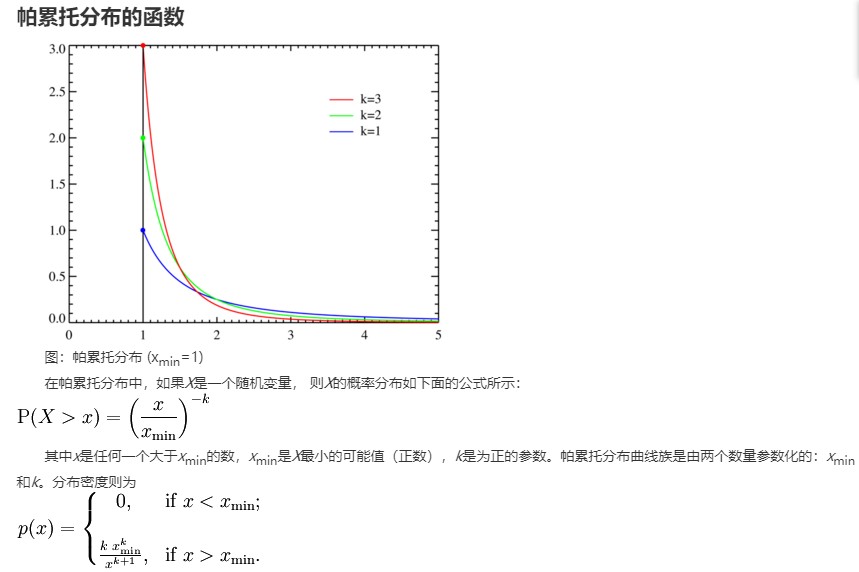 帕累托分布的函数
3.0
2.5
2.0
1.5
1.0
0.5
0.0
k=3
k=2
k=1
0 1 2 3 4 5
图：帕累托分布 (xmin=1)
在帕累托分布中，如果X是一个随机变量， 则X的概率分布如下面的公式所示：
P(X > x) = (x/xmin)^−k
其中x是任何一个大于xmin的数，xmin是X最小的可能值（正数），k是为正的参数。帕累托分布曲线族是由两个数量参数化的：xmin
和k。分布密度则为
p(x) = { 0, if x < xmin;
k xmin^k / x^k+1, if x > xmin.